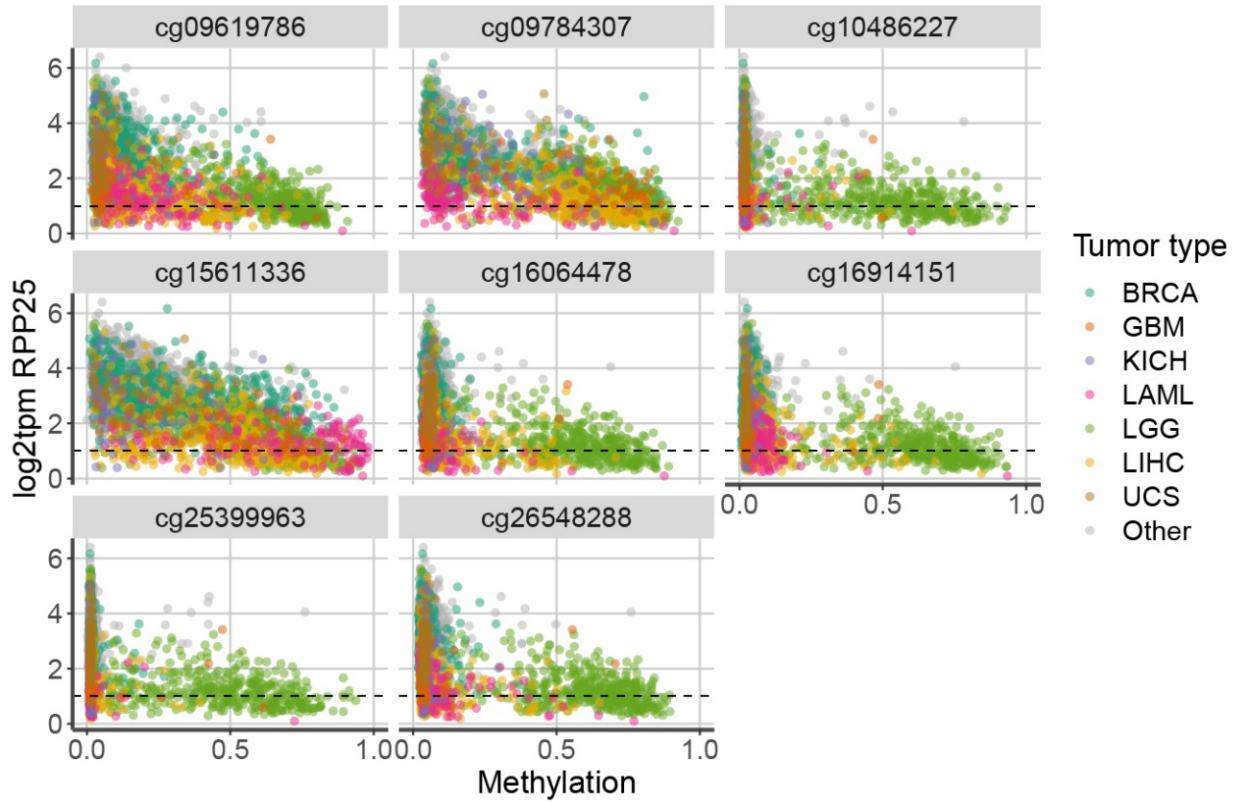 cg09619786 cg09784307 cg10486227
6
4
2
0
cg15611336 cg16064478 cg16914151
6
4
2
0
0.0 0.5 1.0
cg25399963 cg26548288
6
4
2
0
0.0 0.5 1.0 0.0 0.5 1.0
Methylation
log2tpm RPP25
Tumor type
BRCA
GBM
KICH
LAML
LGG
LIHC
UCS
Other